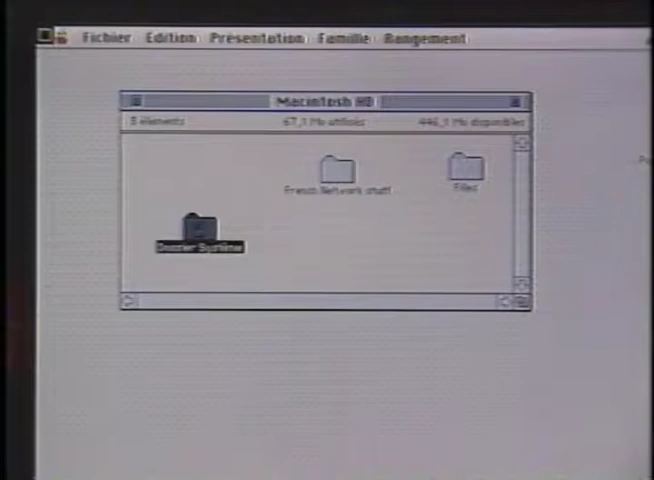 Fichier Edition Présentation Famille Rangement
Macintosh HD
3 éléments 67,1 Mo utilisés 446,1 Mo disponibles
French Network stuff Files
Dossier Système